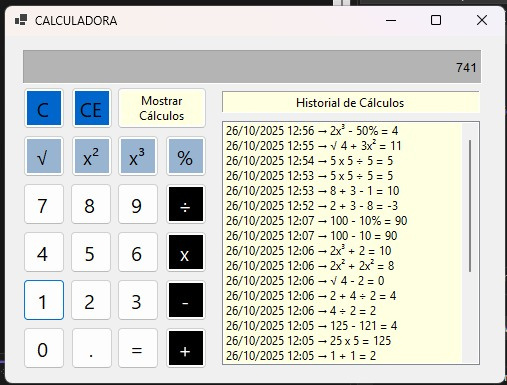 CALCULADORA
741
C CE Mostrar Cálculos
Historial de Cálculos
√ x² x³ %
7 8 9 ÷
4 5 6 x
1 2 3 -
0 . = +
26/10/2025 12:56 → 2x³ - 50% = 4
26/10/2025 12:55 → √ 4 + 3x² = 11
26/10/2025 12:54 → 5 x 5 ÷ 5 = 5
26/10/2025 12:53 → 5 x 5 ÷ 5 = 5
26/10/2025 12:53 → 8 + 3 - 1 = 10
26/10/2025 12:52 → 2 + 3 - 8 = -3
26/10/2025 12:07 → 100 - 10% = 90
26/10/2025 12:07 → 100 - 10 = 90
26/10/2025 12:06 → 2x³ + 2 = 10
26/10/2025 12:06 → 2x² + 2x² = 8
26/10/2025 12:06 → √ 4 - 2 = 0
26/10/2025 12:06 → 2 + 4 ÷ 2 = 4
26/10/2025 12:06 → 4 ÷ 2 = 2
26/10/2025 12:05 → 125 - 121 = 4
26/10/2025 12:05 → 25 x 5 = 125
26/10/2025 12:05 → 1 + 1 = 2